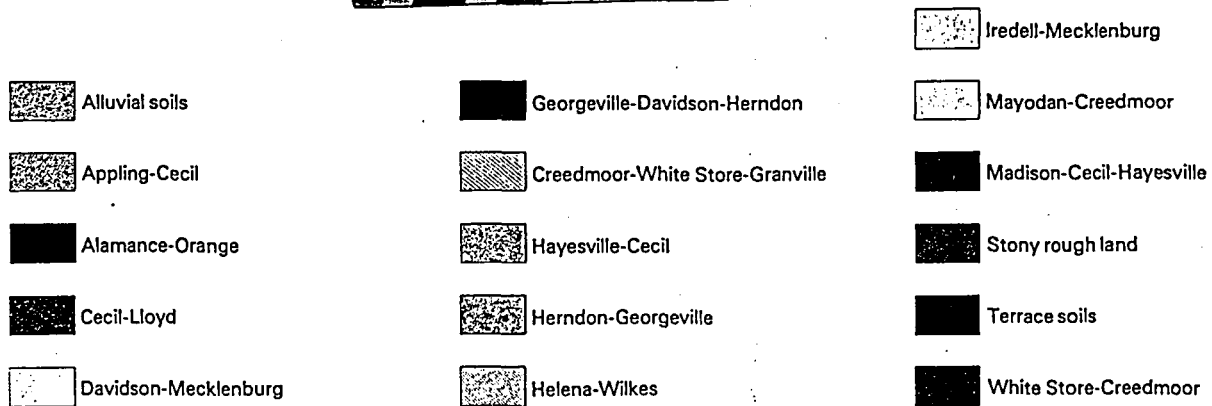 Alluvial soils
Appling-Cecil
Alamance-Orange
Cecil-Lloyd
Davidson-Mecklenburg
Georgeville-Davidson-Herndon
Creedmoor-White Store-Granville
Hayesville-Cecil
Herndon-Georgeville
Helena-Wilkes
Iredell-Mecklenburg
Mayodan-Creedmoor
Madison-Cecil-Hayesville
Stony rough land
Terrace soils
White Store-Creedmoor